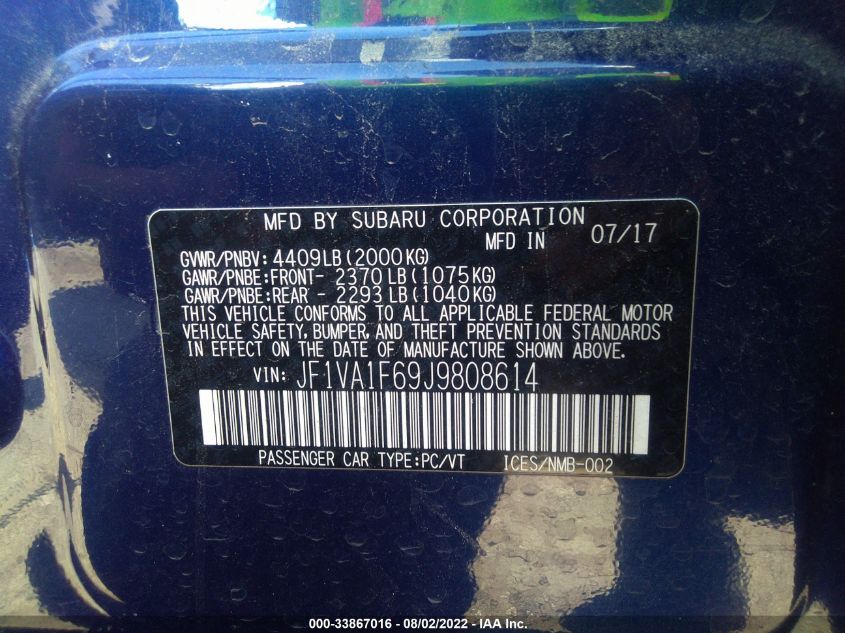 MFD BY SUBARU CORPORATION
MFD IN 07/17
GVWR/PNBV: 4409LB(2000KG)
GAWR/PNBE:FRONT- 2370LB(1075KG)
GAWR/PNBE:REAR - 2293LB(1040KG)
THIS VEHICLE CONFORMS TO ALL APPLICABLE FEDERAL MOTOR
VEHICLE SAFETY, BUMPER, AND THEFT PREVENTION STANDARDS
IN EFFECT ON THE DATE OF MANUFACTURE SHOWN ABOVE.
VIN: JF1VA1F69J9808614
PASSENGER CAR TYPE:PC/VT ICES/NMB-002
000-33867016 - 08/02/2022 - IAA Inc.